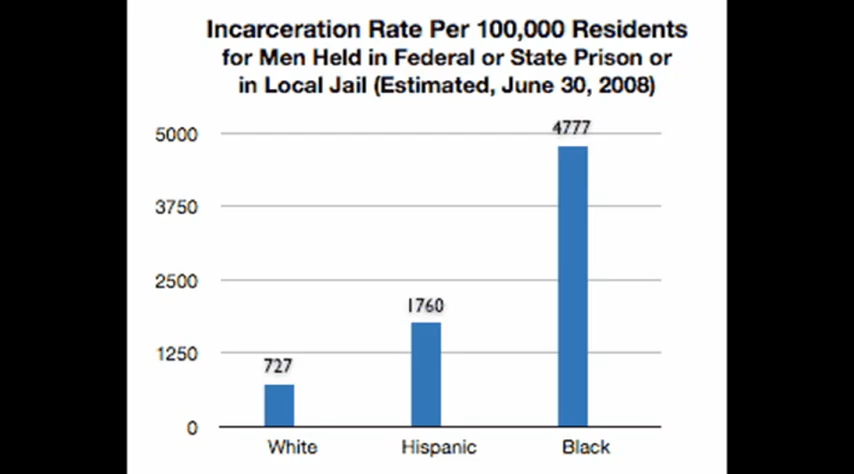 Incarceration Rate Per 100,000 Residents
for Men Held in Federal or State Prison or
in Local Jail (Estimated, June 30, 2008)
5000
4777
3750
2500
1760
1250
727
0
White Hispanic Black